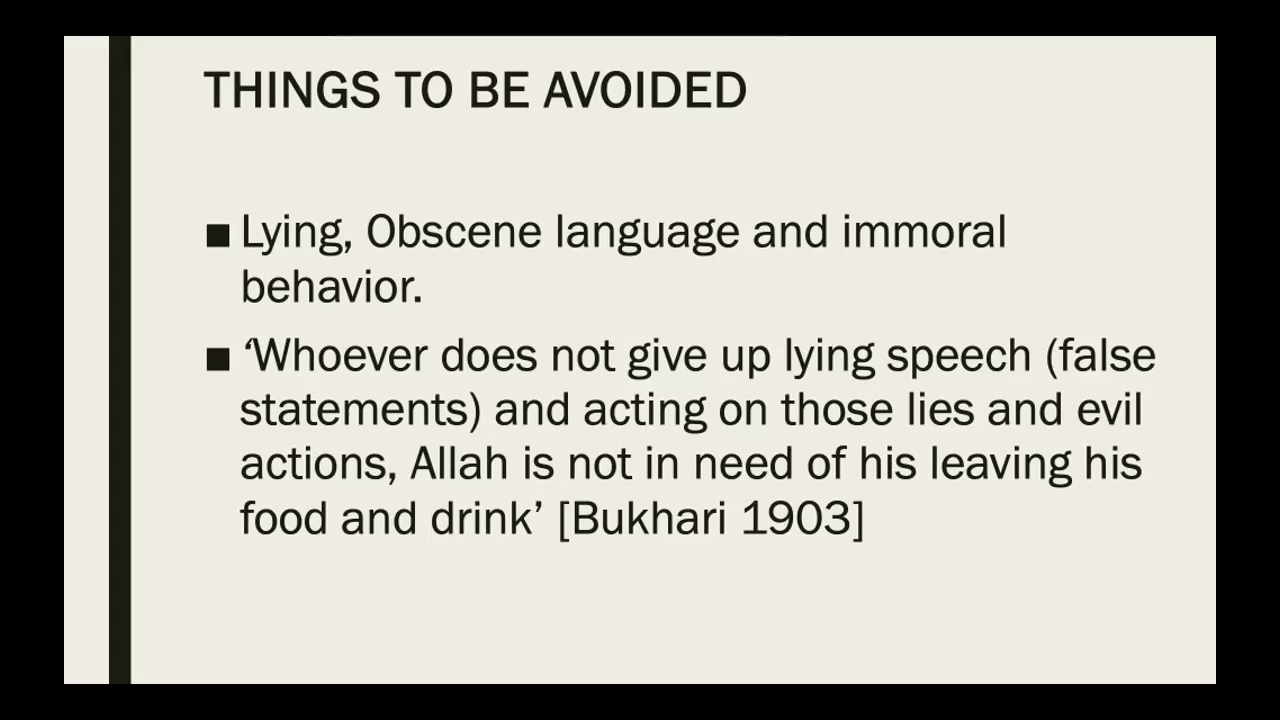 THINGS TO BE AVOIDED
■ Lying, Obscene language and immoral
behavior.
■ ‘Whoever does not give up lying speech (false
statements) and acting on those lies and evil
actions, Allah is not in need of his leaving his
food and drink’ [Bukhari 1903]